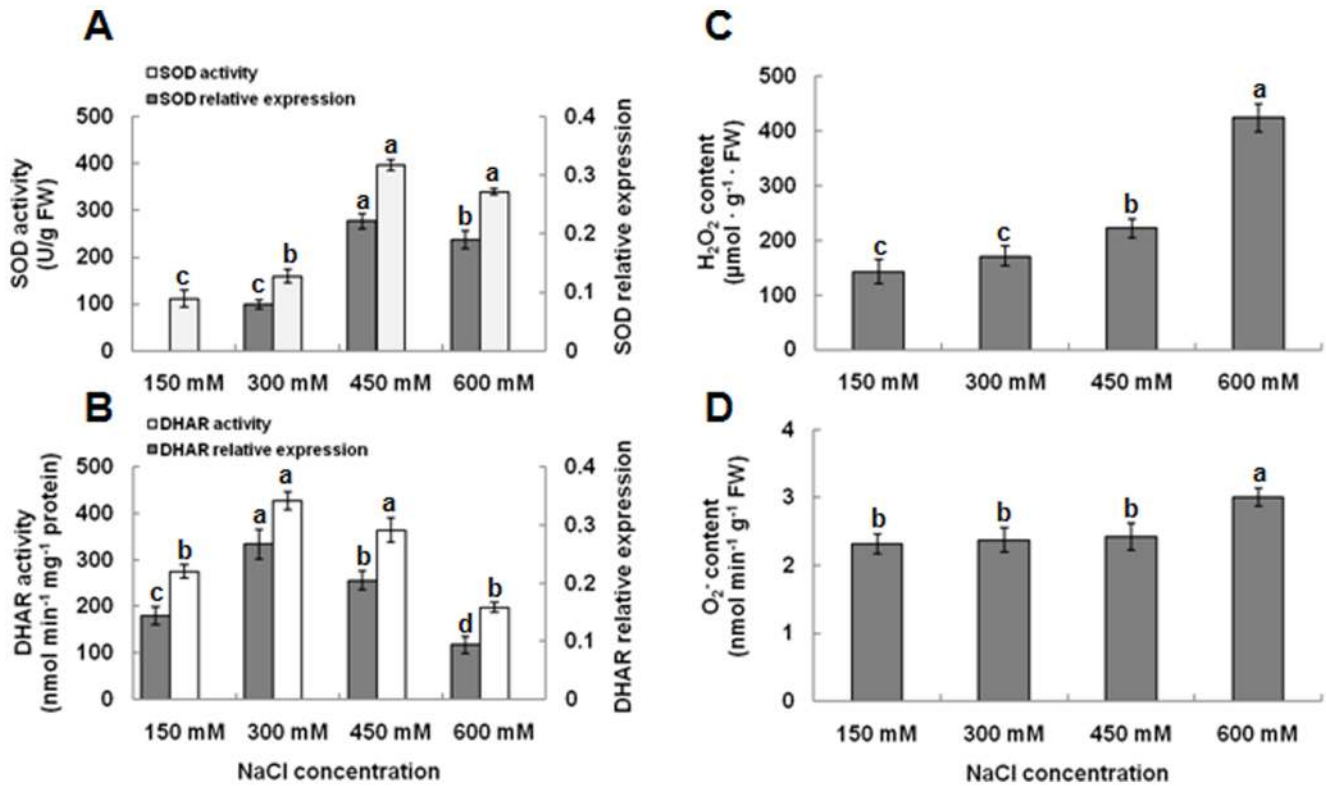 A
SOD activity
SOD relative expression
SOD activity
(U/g FW)
500
400
300
200
100
0
c
c
b
a
a
b
a
0.4
0.3
0.2
0.1
0
SOD relative expression
150 mM 300 mM 450 mM 600 mM
B
DHAR activity
DHAR relative expression
DHAR activity
(nmol min⁻¹ mg⁻¹ protein)
500
400
300
200
100
0
c
b
a
a
b
a
d
b
0.4
0.3
0.2
0.1
0
DHAR relative expression
150 mM 300 mM 450 mM 600 mM
NaCl concentration
C
H₂O₂ content
(μmol · g⁻¹ · FW)
500
400
300
200
100
0
c
c
b
a
150 mM 300 mM 450 mM 600 mM
D
O₂⁻ content
(nmol min⁻¹ g⁻¹ FW)
4
3
2
1
0
b
b
b
a
150 mM 300 mM 450 mM 600 mM
NaCl concentration